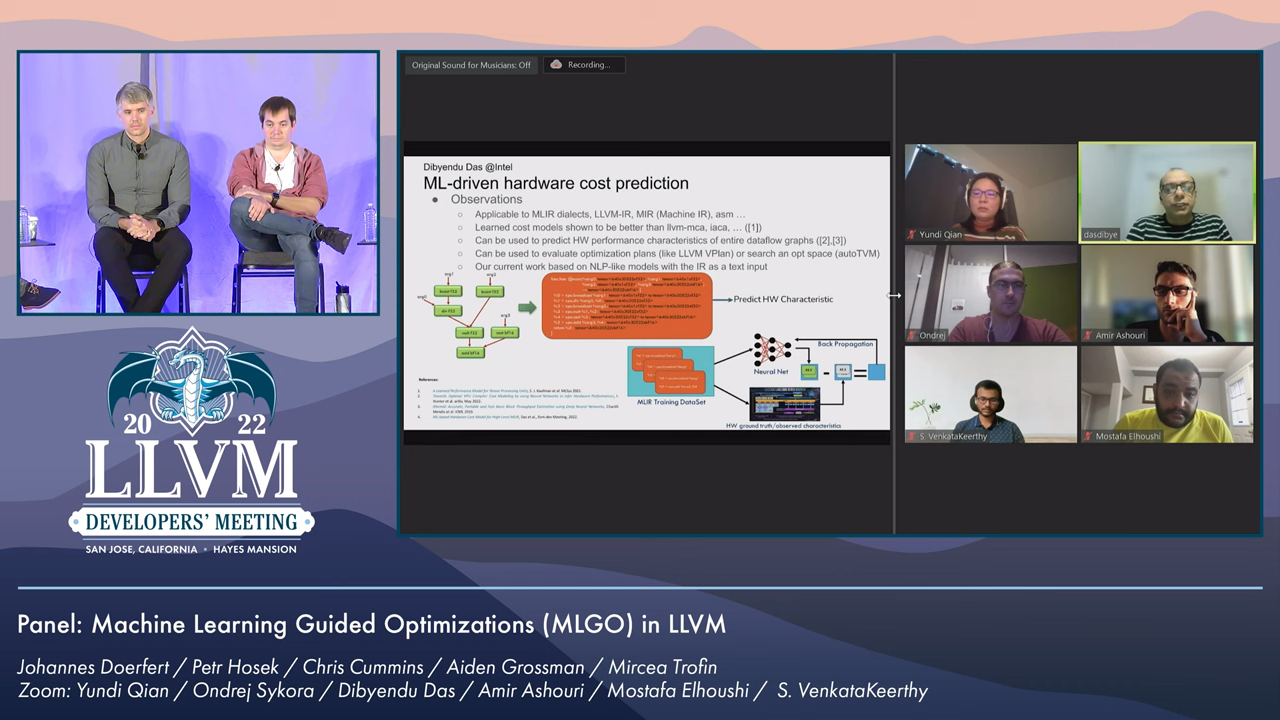 Original Sound for Musicians: Off
Recording...
Dibyendu Das @Intel
ML-driven hardware cost prediction
● Observations
○ Applicable to MLIR dialects, LLVM-IR, MIR (Machine IR), asm …
○ Learned cost models shown to be better than llvm-mca, iaca, … ([1])
○ Can be used to predict HW performance characteristics of entire dataflow graphs ([2],[3])
○ Can be used to evaluate optimization plans (like LLVM VPlan) or search an opt space (autoTVM)
○ Our current work based on NLP-like models with the IR as a text input
Predict HW Characteristic
Back Propagation
Neural Net
MLIR Training DataSet
HW ground truth/observed characteristics
References:
Yundi Qian
dasdibye
Ondrej
Amir Ashouri
S. VenkataKeerthy
Mostafa Elhoushi
20 22
LLVM
DEVELOPERS' MEETING
SAN JOSE, CALIFORNIA • HAYES MANSION
Panel: Machine Learning Guided Optimizations (MLGO) in LLVM
Johannes Doerfert / Petr Hosek / Chris Cummins / Aiden Grossman / Mircea Trofin
Zoom: Yundi Qian / Ondrej Sykora / Dibyendu Das / Amir Ashouri / Mostafa Elhoushi / S. VenkataKeerthy